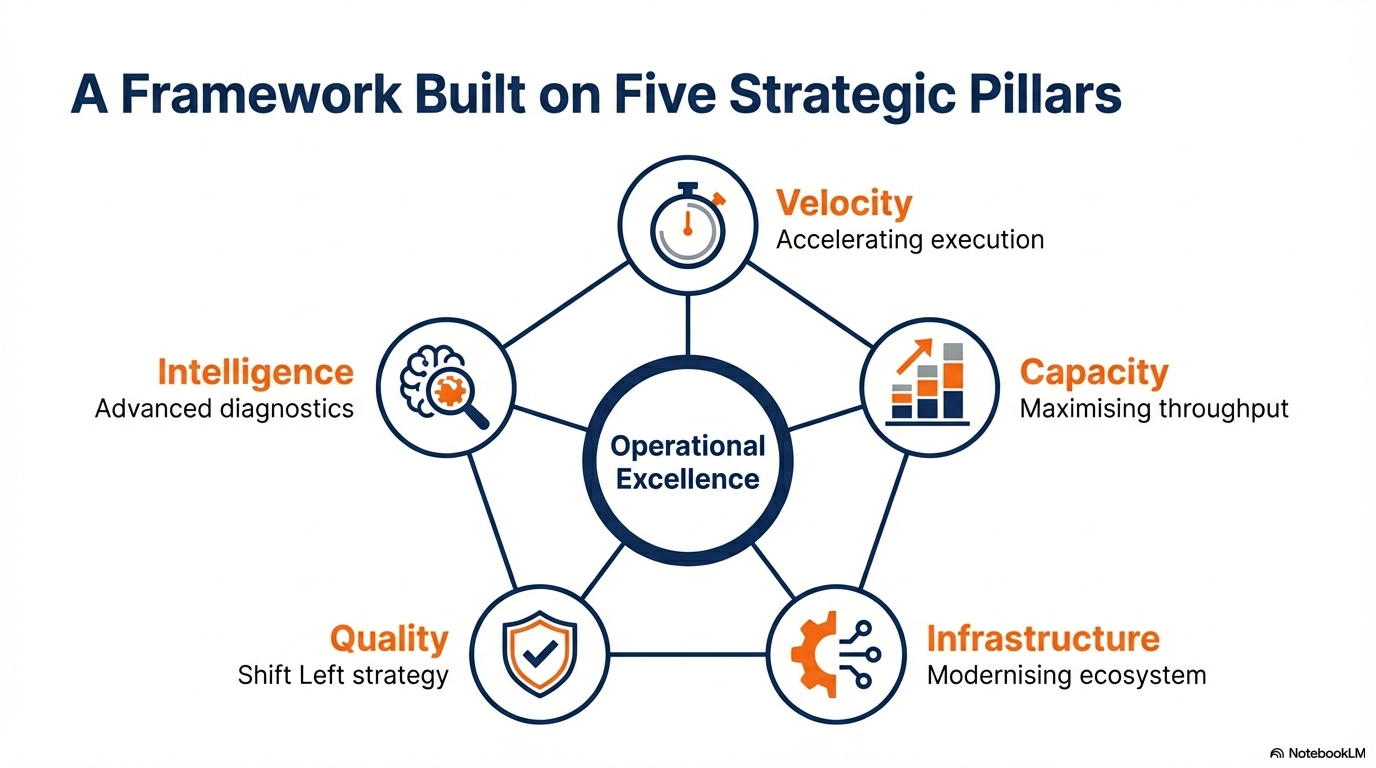 A Framework Built on Five Strategic Pillars
Velocity
Accelerating execution
Intelligence
Advanced diagnostics
Capacity
Maximising throughput
Operational
Excellence
Quality
Shift Left strategy
Infrastructure
Modernising ecosystem
NotebookLM